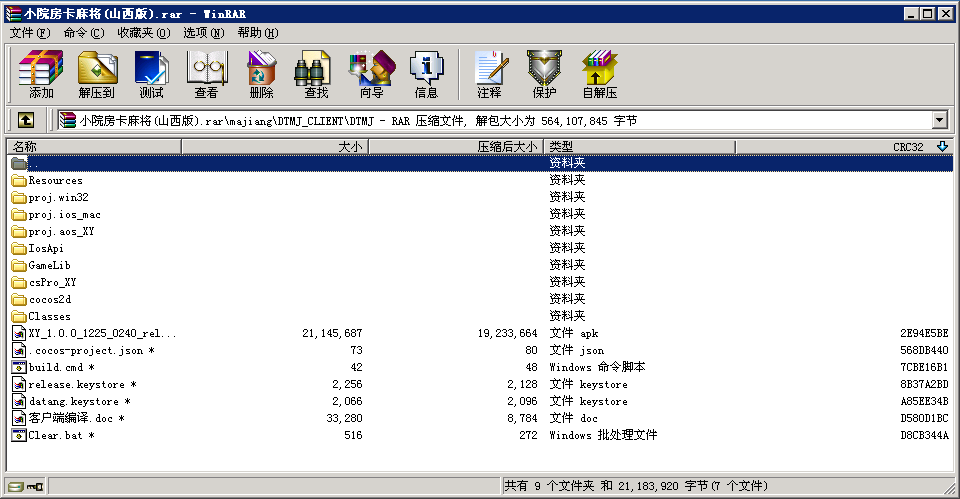 小院房卡麻将(山西版).rar - WinRAR
文件(F) 命令(C) 收藏夹(O) 选项(N) 帮助(H)
添加 解压到 测试 查看 删除 查找 向导 信息 注释 保护 自解压
小院房卡麻将(山西版).rar\majiang\DTMJ_CLIENT\DTMJ - RAR 压缩文件, 解包大小为 564,107,845 字节
名称 大小 压缩后大小 类型 CRC32
.. 资料夹
Resources 资料夹
proj.win32 资料夹
proj.ios_mac 资料夹
proj.aos_XY 资料夹
IosApi 资料夹
GameLib 资料夹
csPro_XY 资料夹
cocos2d 资料夹
Classes 资料夹
XY_1.0.0_1225_0240_rel... 21,145,687 19,233,664 文件 apk 2E94E5BE
.cocos-project.json * 73 80 文件 json 568DB440
build.cmd * 42 48 Windows 命令脚本 7CBE16B1
release.keystore * 2,256 2,128 文件 keystore 8B37A2BD
datang.keystore * 2,066 2,096 文件 keystore A85EE34B
客户端编译.doc * 33,280 8,784 文件 doc D580D1BC
Clear.bat * 516 272 Windows 批处理文件 D8CB344A
共有 9 个文件夹 和 21,183,920 字节(7 个文件)